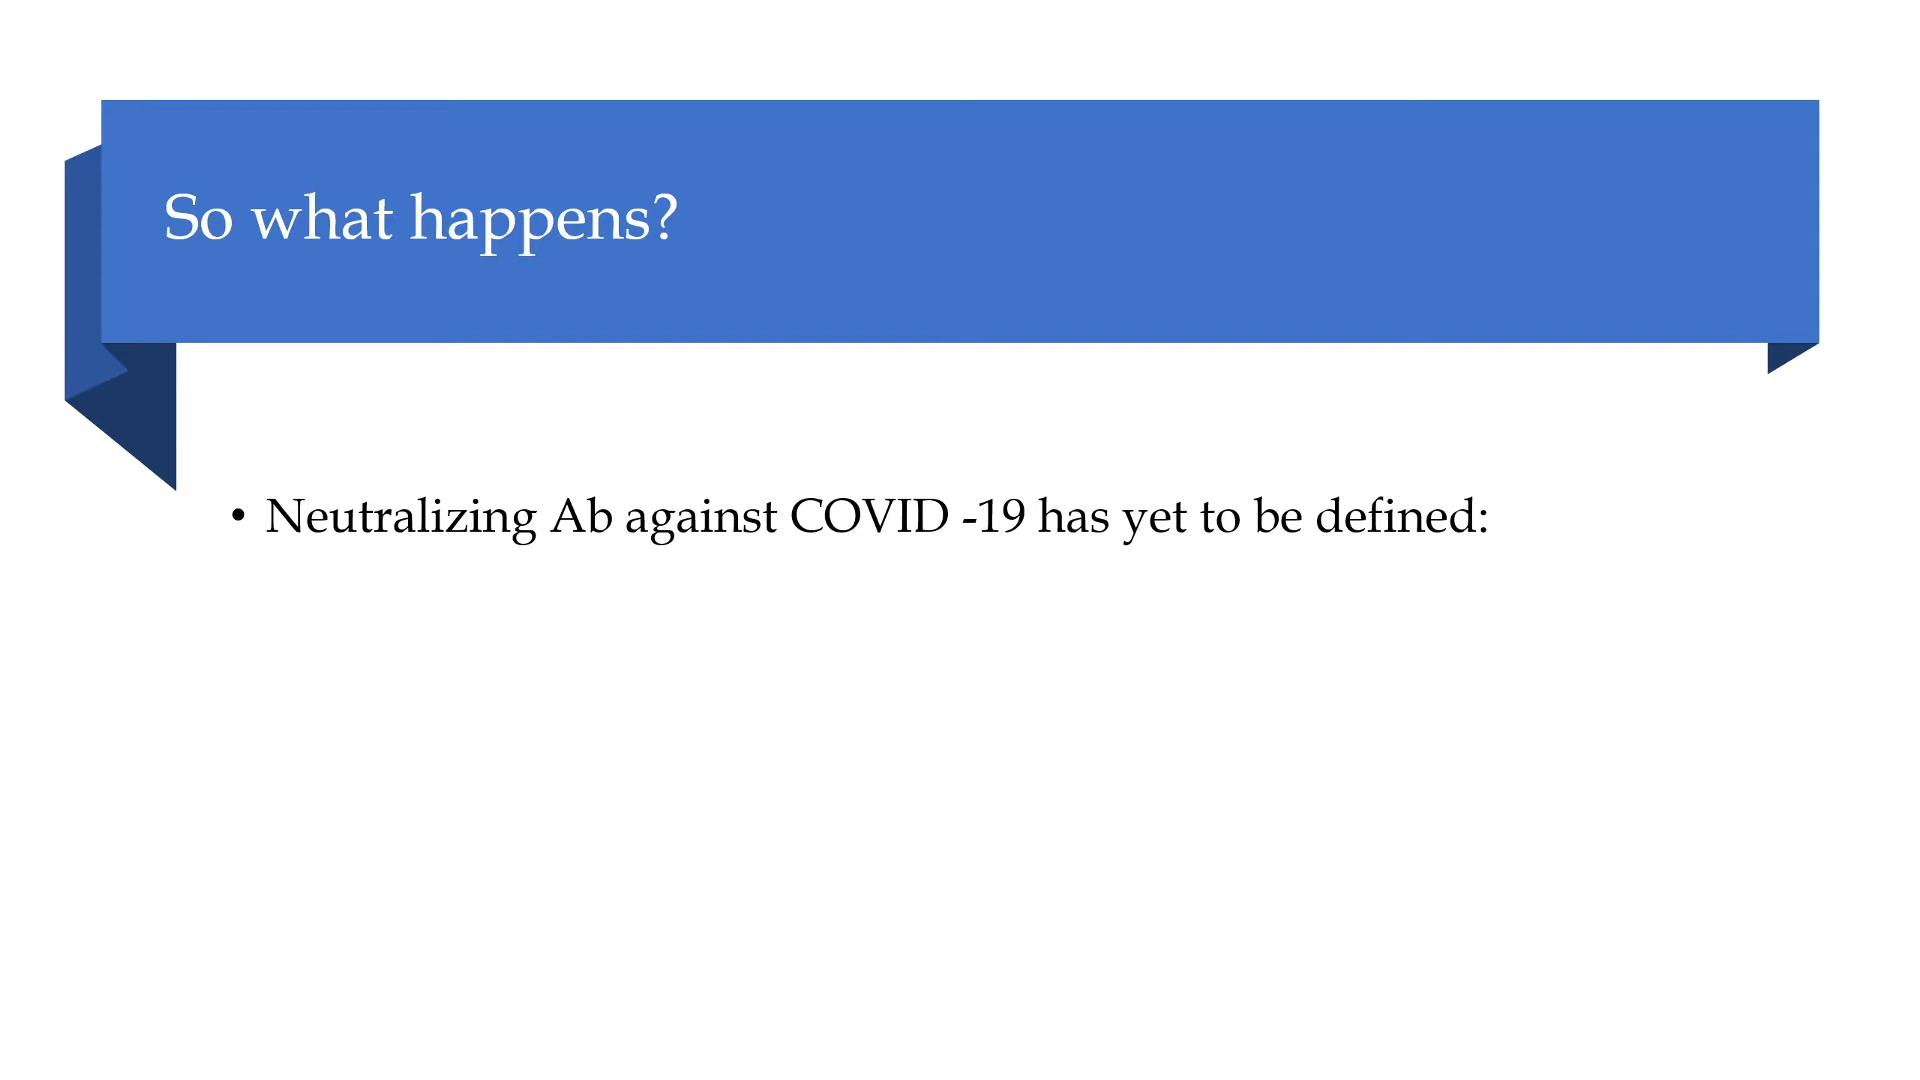 So what happens?
• Neutralizing Ab against COVID -19 has yet to be defined: